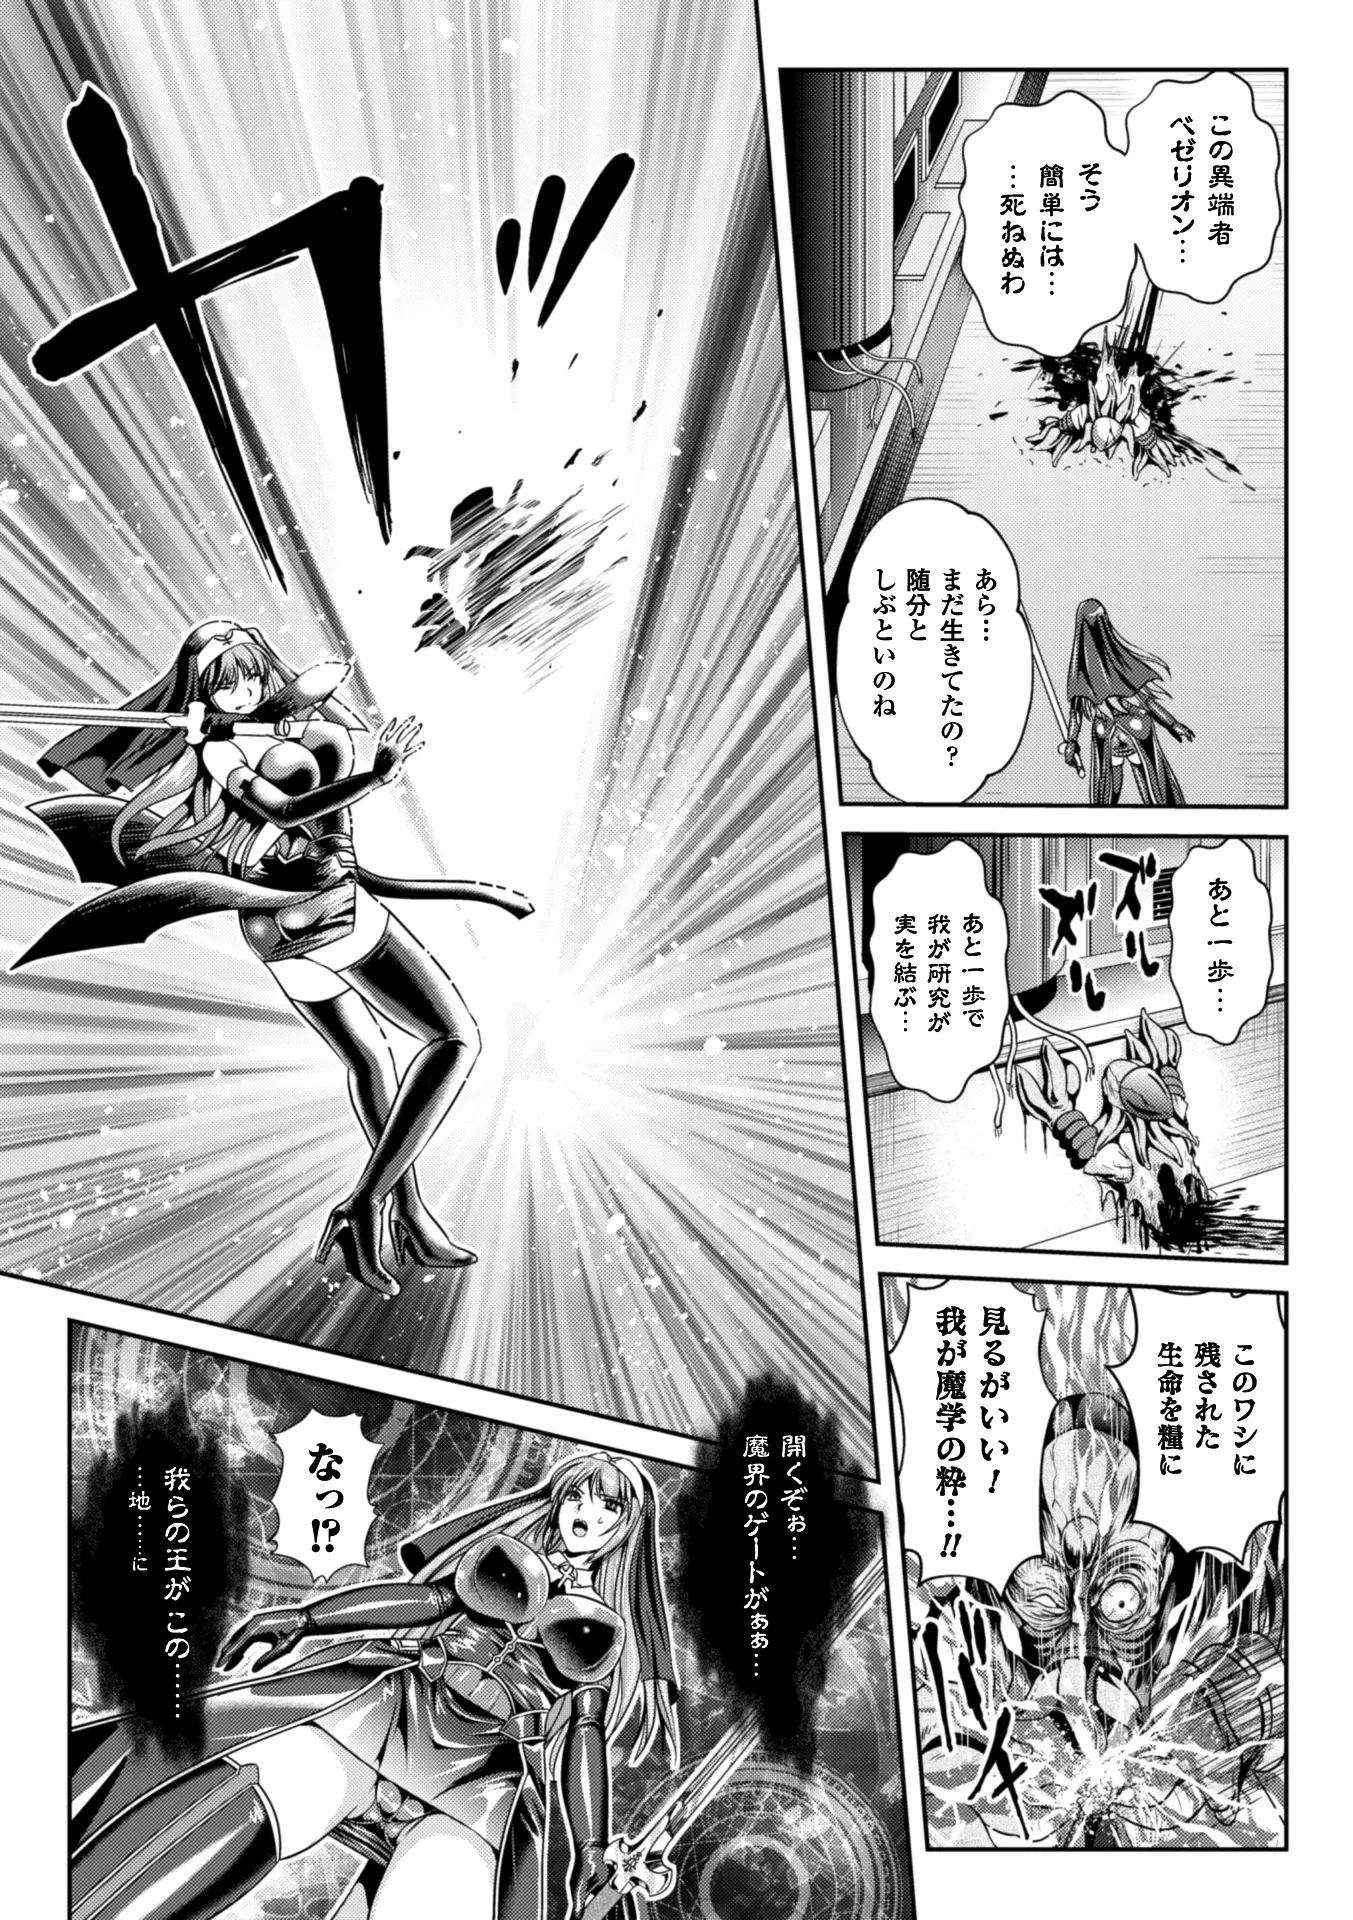 この異端者
ベゼリオン…
そう
簡単には…
…死ねぬわ
あら…
まだ生きてたの？
随分と
しぶといのね
あと一歩…
あと一歩で
我が研究が
実を結ぶ…
ズル
ズル
このワシに
残された
生命を糧に
見るがいい！
我が魔学の粋…!!
カッ
開くぞぉ…
魔界のゲートがぁぁ…
なっ!?
我らの王がこの……
…地……に